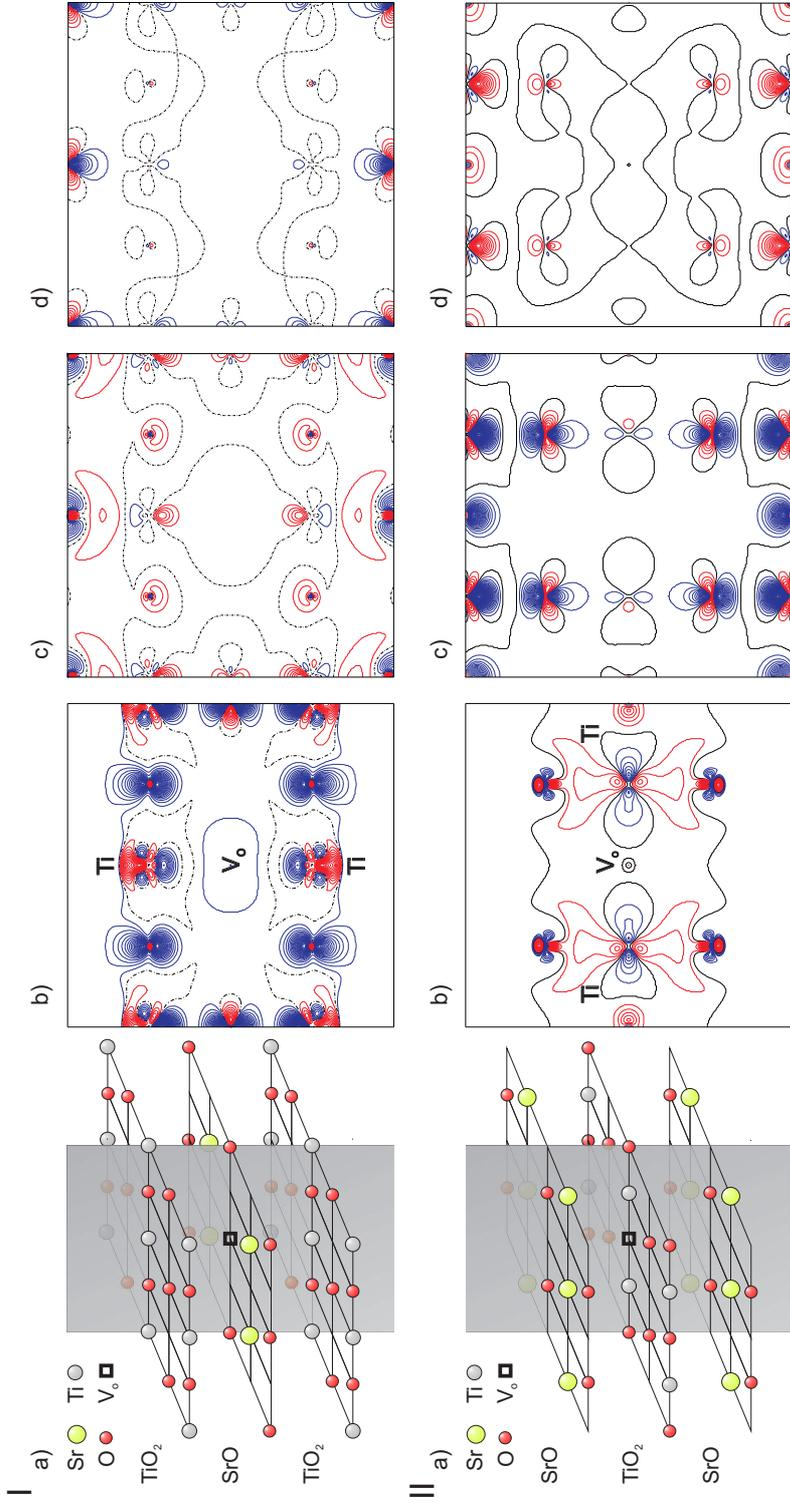 I
a)
Sr Ti
O Vo
TiO2
SrO
TiO2
b)
Ti
Vo
Ti
c)
d)
II
a)
Sr Ti
O Vo
SrO
TiO2
SrO
b)
Ti Vo Ti
c)
d)